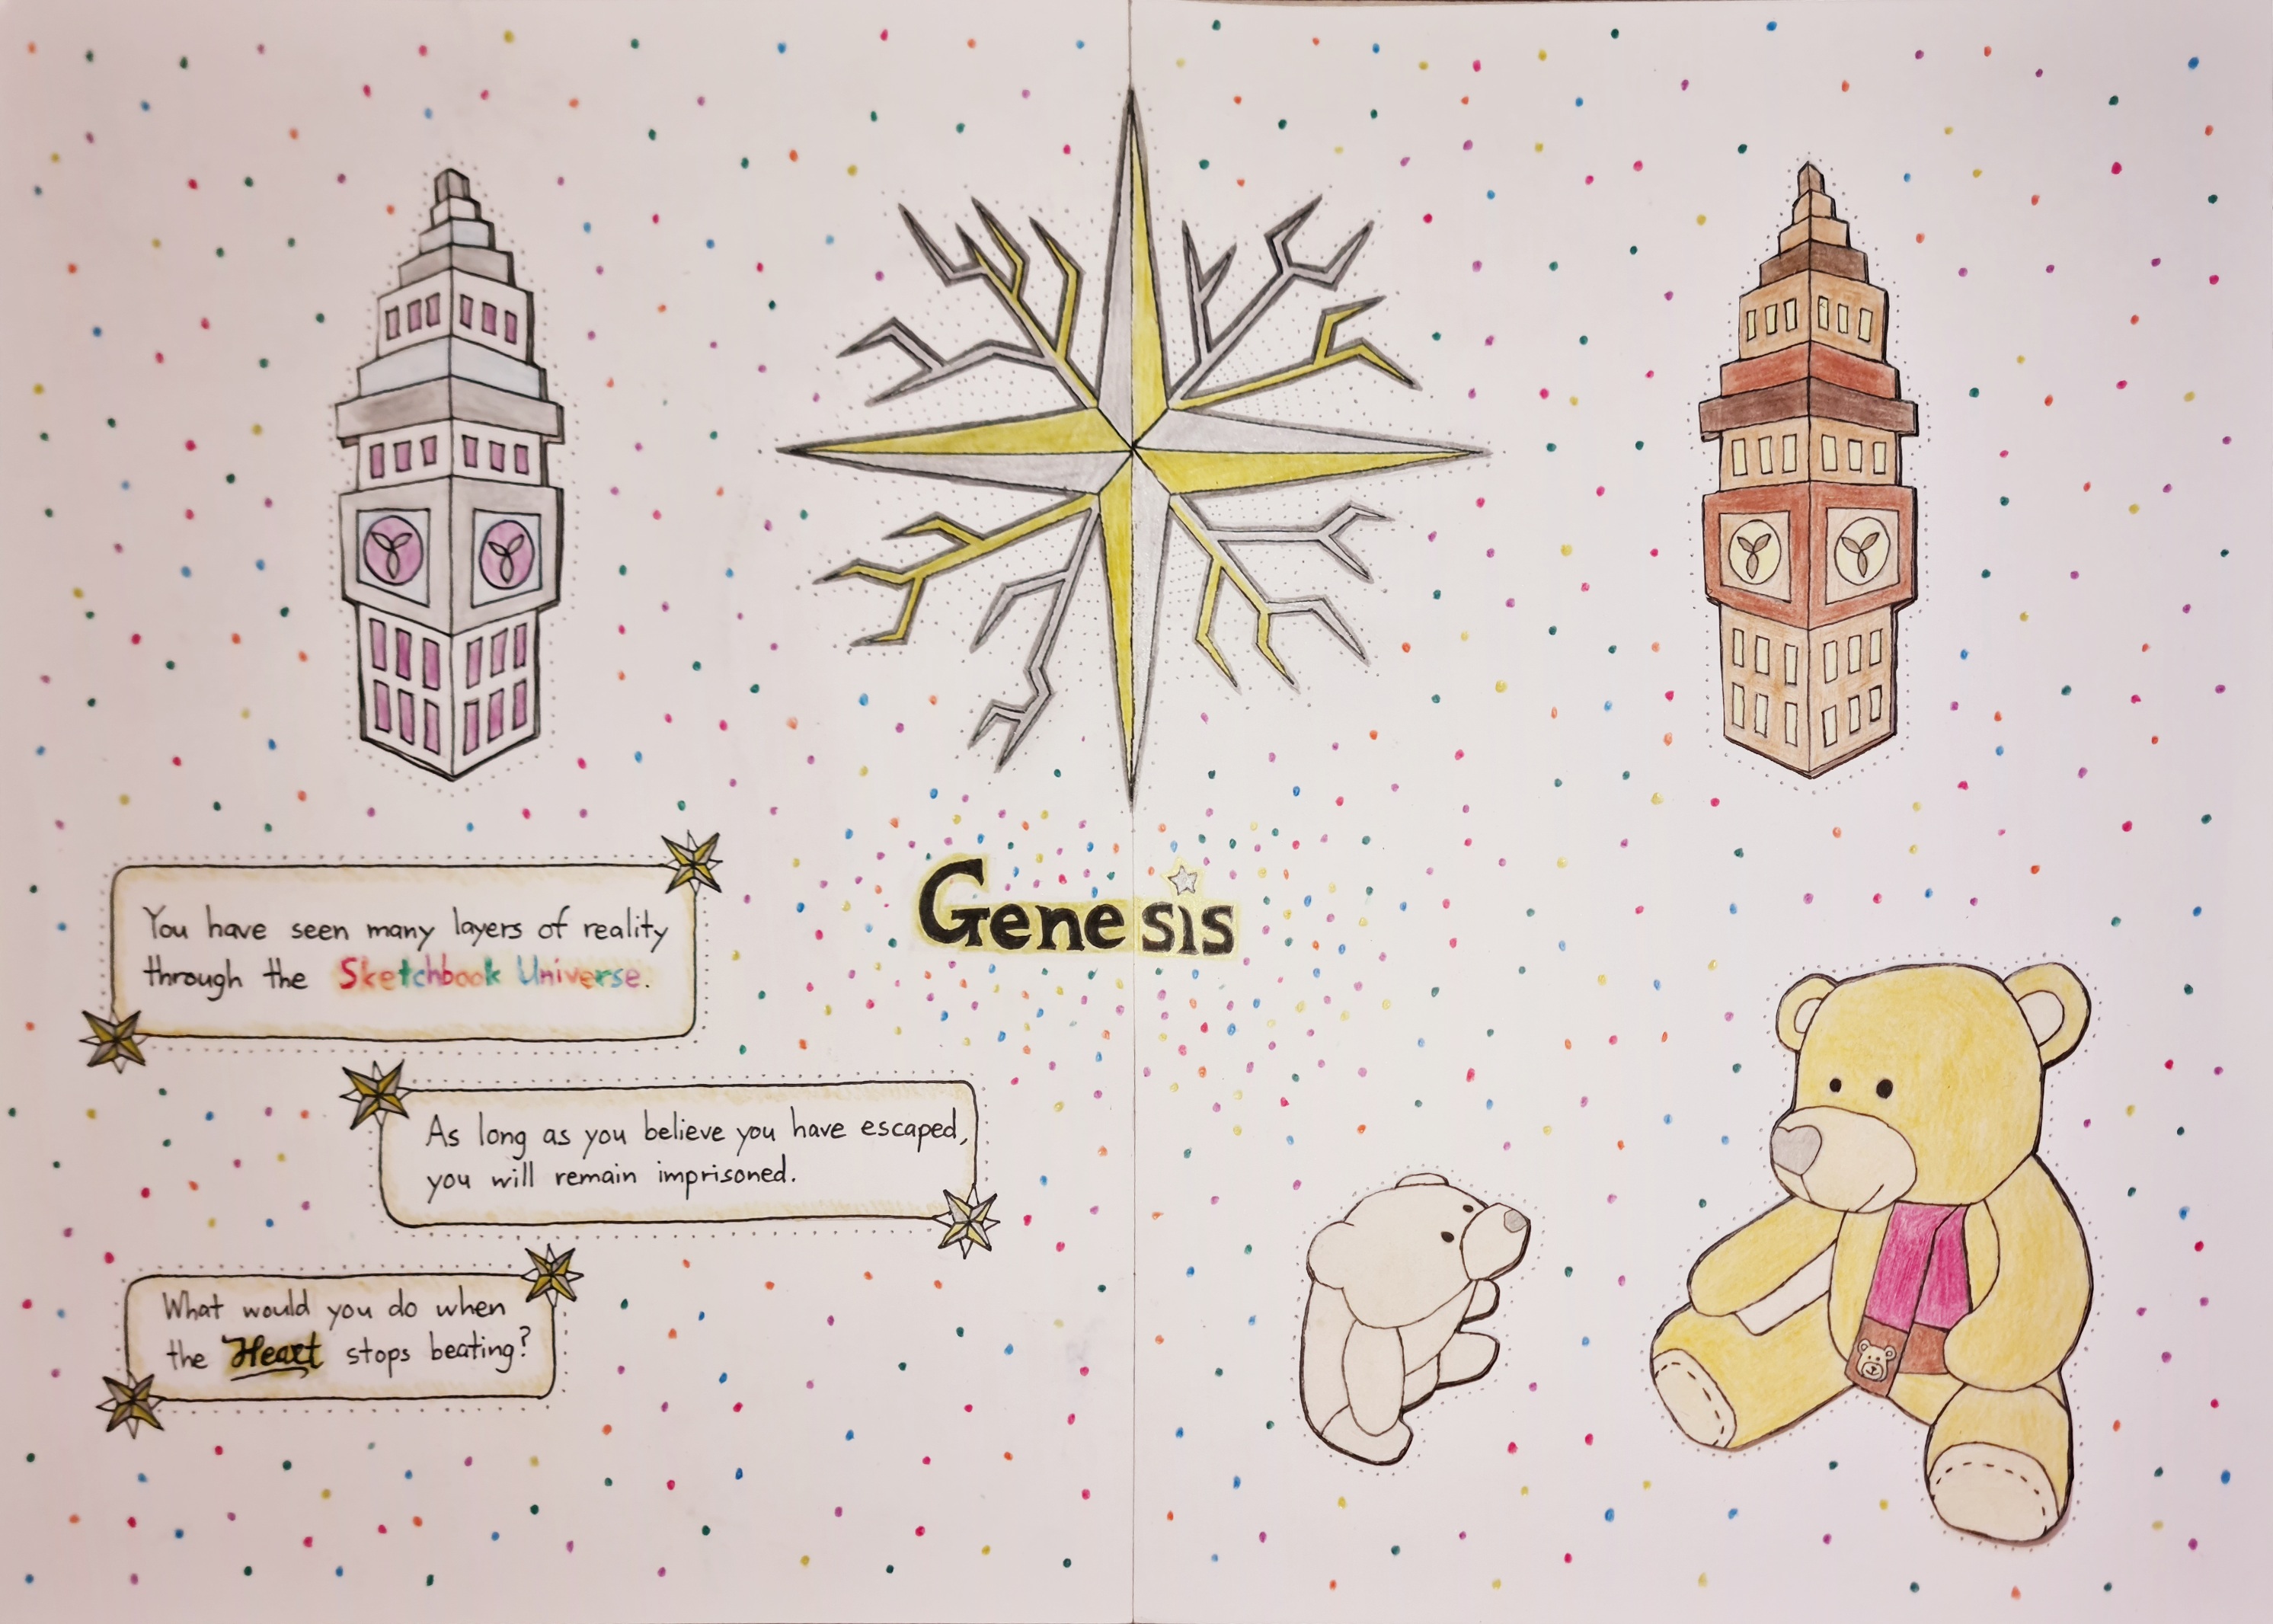 Genesis
You have seen many layers of reality
through the Sketchbook Universe.
As long as you believe you have escaped,
you will remain imprisoned.
What would you do when
the Heart stops beating?